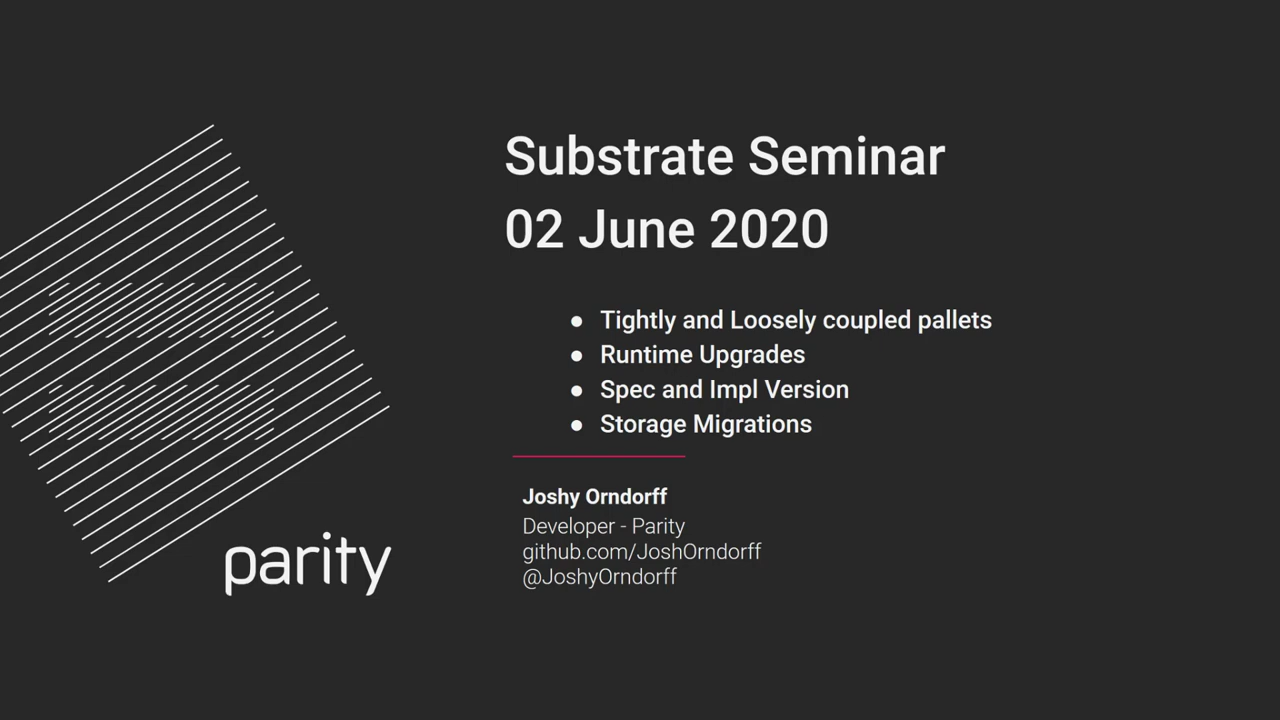 Substrate Seminar
02 June 2020
● Tightly and Loosely coupled pallets
● Runtime Upgrades
● Spec and Impl Version
● Storage Migrations
Joshy Orndorff
Developer - Parity
github.com/JoshOrndorff
@JoshyOrndorff
parity